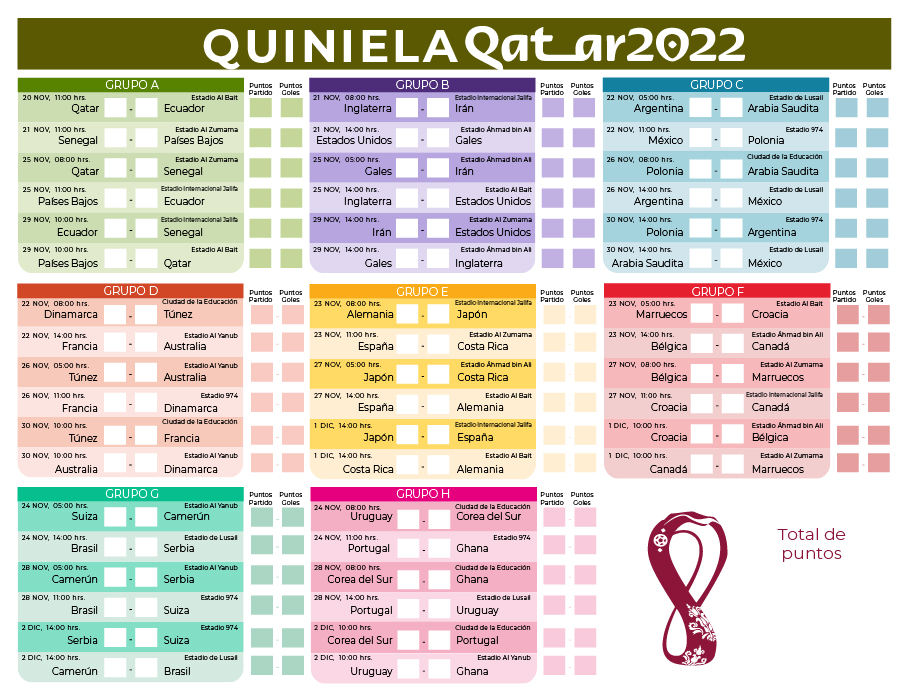 QUINIELA Qatar2022
GRUPO A
Puntos Partido
Puntos Goles
20 NOV, 11:00 hrs. Estadio Al Bait
Qatar - Ecuador
21 NOV, 11:00 hrs. Estadio Al Zumama
Senegal - Países Bajos
25 NOV, 08:00 hrs. Estadio Al Zumama
Qatar - Senegal
25 NOV, 11:00 hrs. Estadio Internacional Jalifa
Países Bajos - Ecuador
29 NOV, 10:00 hrs. Estadio Internacional Jalifa
Ecuador - Senegal
29 NOV, 10:00 hrs. Estadio Al Bait
Países Bajos - Qatar
GRUPO B
Puntos Partido
Puntos Goles
21 NOV, 08:00 hrs. Estadio Internacional Jalifa
Inglaterra - Irán
21 NOV, 14:00 hrs. Estadio Áhmad bin Ali
Estados Unidos - Gales
25 NOV, 05:00 hrs. Estadio Áhmad bin Ali
Gales - Irán
25 NOV, 14:00 hrs. Estadio Al Bait
Inglaterra - Estados Unidos
29 NOV, 14:00 hrs. Estadio Al Zumama
Irán - Estados Unidos
29 NOV, 14:00 hrs. Estadio Áhmad bin Ali
Gales - Inglaterra
GRUPO C
Puntos Partido
Puntos Goles
22 NOV, 05:00 hrs. Estadio de Lusail
Argentina - Arabia Saudita
22 NOV, 11:00 hrs. Estadio 974
México - Polonia
26 NOV, 08:00 hrs. Ciudad de la Educación
Polonia - Arabia Saudita
26 NOV, 14:00 hrs. Estadio de Lusail
Argentina - México
30 NOV, 14:00 hrs. Estadio 974
Polonia - Argentina
30 NOV, 14:00 hrs. Estadio de Lusail
Arabia Saudita - México
GRUPO D
Puntos Partido
Puntos Goles
22 NOV, 08:00 hrs. Ciudad de la Educación
Dinamarca - Túnez
22 NOV, 14:00 hrs. Estadio Al Yanub
Francia - Australia
26 NOV, 05:00 hrs. Estadio Al Yanub
Túnez - Australia
26 NOV, 11:00 hrs. Estadio 974
Francia - Dinamarca
30 NOV, 10:00 hrs. Ciudad de la Educación
Túnez - Francia
30 NOV, 10:00 hrs. Estadio Al Yanub
Australia - Dinamarca
GRUPO E
Puntos Partido
Puntos Goles
23 NOV, 08:00 hrs. Estadio Internacional Jalifa
Alemania - Japón
23 NOV, 11:00 hrs. Estadio Al Zumama
España - Costa Rica
27 NOV, 05:00 hrs. Estadio Áhmad bin Ali
Japón - Costa Rica
27 NOV, 14:00 hrs. Estadio Al Bait
España - Alemania
1 DIC, 14:00 hrs. Estadio Internacional Jalifa
Japón - España
1 DIC, 14:00 hrs. Estadio Al Bait
Costa Rica - Alemania
GRUPO F
Puntos Partido
Puntos Goles
23 NOV, 05:00 hrs. Estadio Al Bait
Marruecos - Croacia
23 NOV, 14:00 hrs. Estadio Áhmad bin Ali
Bélgica - Canadá
27 NOV, 08:00 hrs. Estadio Al Zumama
Bélgica - Marruecos
27 NOV, 11:00 hrs. Estadio Internacional Jalifa
Croacia - Canadá
1 DIC, 10:00 hrs. Estadio Áhmad bin Ali
Croacia - Bélgica
1 DIC, 10:00 hrs. Estadio Al Zumama
Canadá - Marruecos
GRUPO G
Puntos Partido
Puntos Goles
24 NOV, 05:00 hrs. Estadio Al Yanub
Suiza - Camerún
24 NOV, 14:00 hrs. Estadio de Lusail
Brasil - Serbia
28 NOV, 05:00 hrs. Estadio Al Yanub
Camerún - Serbia
28 NOV, 11:00 hrs. Estadio 974
Brasil - Suiza
2 DIC, 14:00 hrs. Estadio 974
Serbia - Suiza
2 DIC, 14:00 hrs. Estadio de Lusail
Camerún - Brasil
GRUPO H
Puntos Partido
Puntos Goles
24 NOV, 08:00 hrs. Ciudad de la Educación
Uruguay - Corea del Sur
24 NOV, 11:00 hrs. Estadio 974
Portugal - Ghana
28 NOV, 08:00 hrs. Ciudad de la Educación
Corea del Sur - Ghana
28 NOV, 14:00 hrs. Estadio de Lusail
Portugal - Uruguay
2 DIC, 10:00 hrs. Ciudad de la Educación
Corea del Sur - Portugal
2 DIC, 10:00 hrs. Estadio Al Yanub
Uruguay - Ghana
Total de
puntos